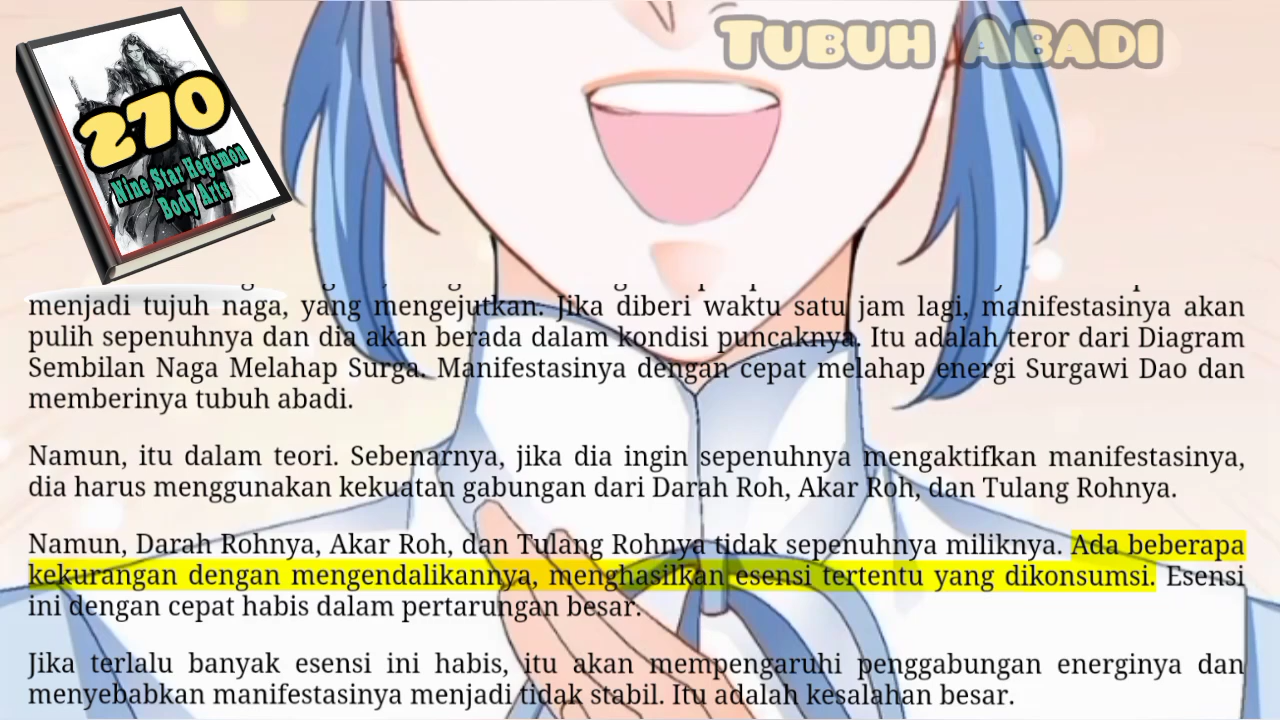 TUBUH ABADI
270
Nine Star Hegemon
Body Arts
menjadi tujuh naga, yang mengejutkan. Jika diberi waktu satu jam lagi, manifestasinya akan
pulih sepenuhnya dan dia akan berada dalam kondisi puncaknya. Itu adalah teror dari Diagram
Sembilan Naga Melahap Surga. Manifestasinya dengan cepat melahap energi Surgawi Dao dan
memberinya tubuh abadi.
Namun, itu dalam teori. Sebenarnya, jika dia ingin sepenuhnya mengaktifkan manifestasinya,
dia harus menggunakan kekuatan gabungan dari Darah Roh, Akar Roh, dan Tulang Rohnya.
Namun, Darah Rohnya, Akar Roh, dan Tulang Rohnya tidak sepenuhnya miliknya. Ada beberapa
kekurangan dengan mengendalikannya, menghasilkan esensi tertentu yang dikonsumsi. Esensi
ini dengan cepat habis dalam pertarungan besar.
Jika terlalu banyak esensi ini habis, itu akan mempengaruhi penggabungan energinya dan
menyebabkan manifestasinya menjadi tidak stabil. Itu adalah kesalahan besar.